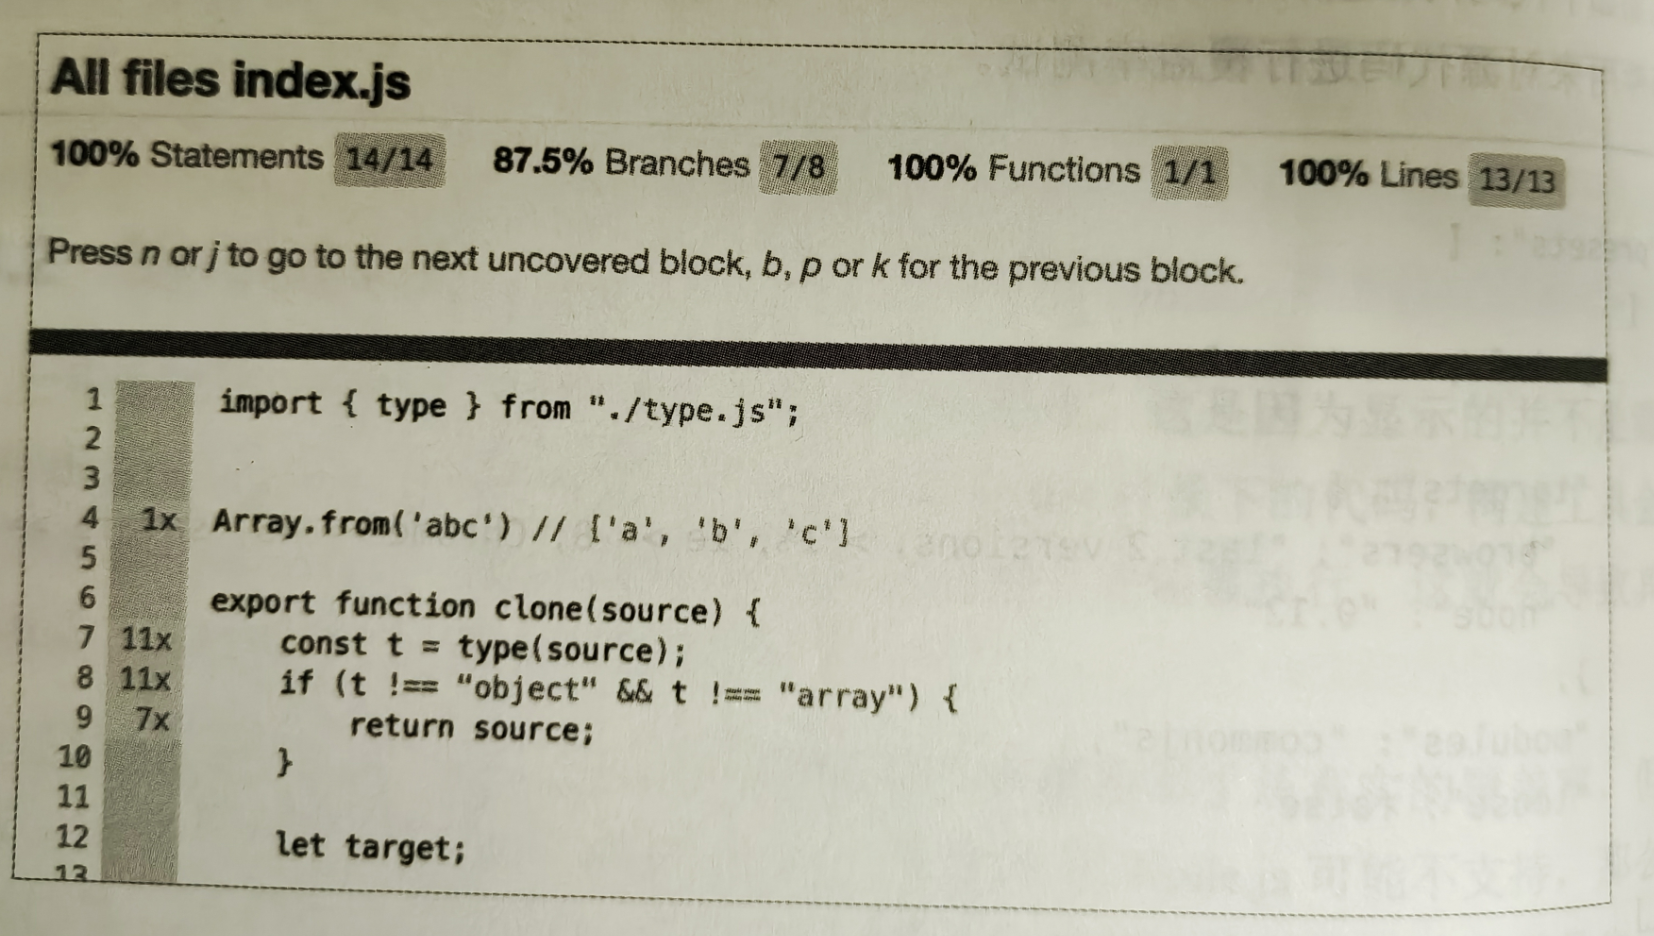 All files index.js
100% Statements 14/14 87.5% Branches 7/8 100% Functions 1/1 100% Lines 13/13
Press n or j to go to the next uncovered block, b, p or k for the previous block.
1 import { type } from "./type.js";
2
3
4 1x Array.from('abc') // ['a', 'b', 'c']
5
6 export function clone(source) {
7 11x const t = type(source);
8 11x if (t !== "object" && t !== "array") {
9 7x return source;
10 }
11
12 let target;
13